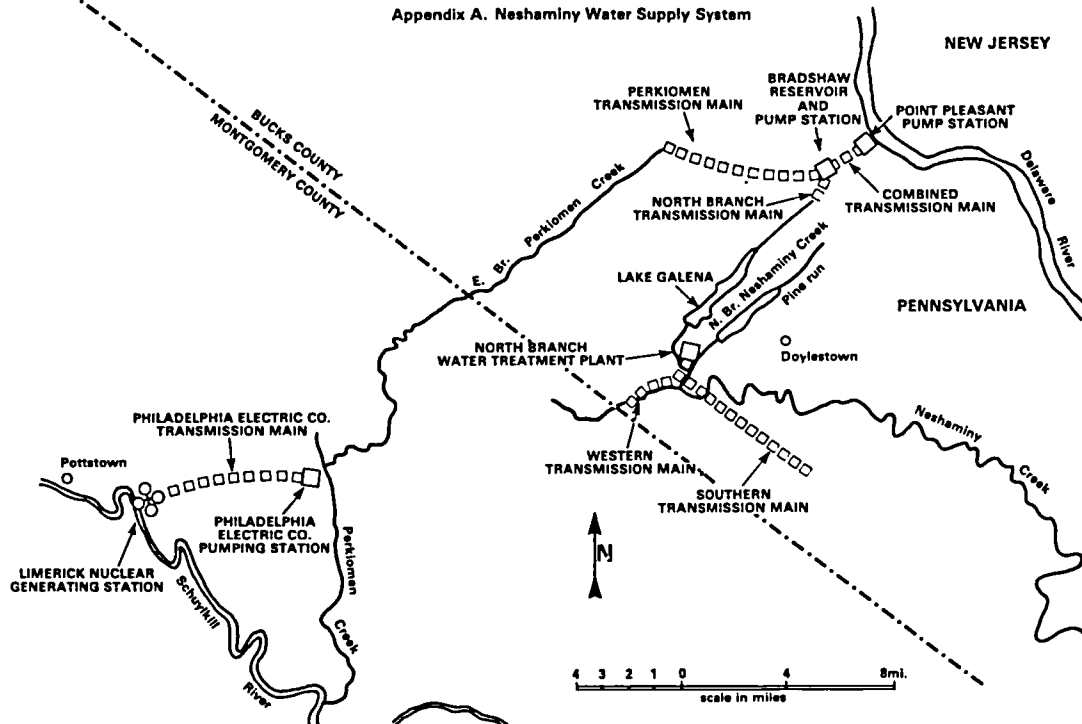 Appendix A. Neshaminy Water Supply System
NEW JERSEY
BRADSHAW
RESERVOIR
AND
PUMP STATION
PERKIOMEN
TRANSMISSION MAIN
POINT PLEASANT
PUMP STATION
BUCKS COUNTY
MONTGOMERY COUNTY
Delaware
River
COMBINED
TRANSMISSION MAIN
NORTH BRANCH
TRANSMISSION MAIN
E. Br. Perkiomen Creek
LAKE GALENA
N. Br. Neshaminy Creek
Pine run
PENNSYLVANIA
NORTH BRANCH
WATER TREATMENT PLANT
Doylestown
Neshaminy
Creek
PHILADELPHIA ELECTRIC CO.
TRANSMISSION MAIN
Pottstown
WESTERN
TRANSMISSION MAIN
SOUTHERN
TRANSMISSION MAIN
PHILADELPHIA
ELECTRIC CO.
PUMPING STATION
Perkiomen
Creek
LIMERICK NUCLEAR
GENERATING STATION
Schuylkill
River
N
4 3 2 1 0 4 8mi.
scale in miles